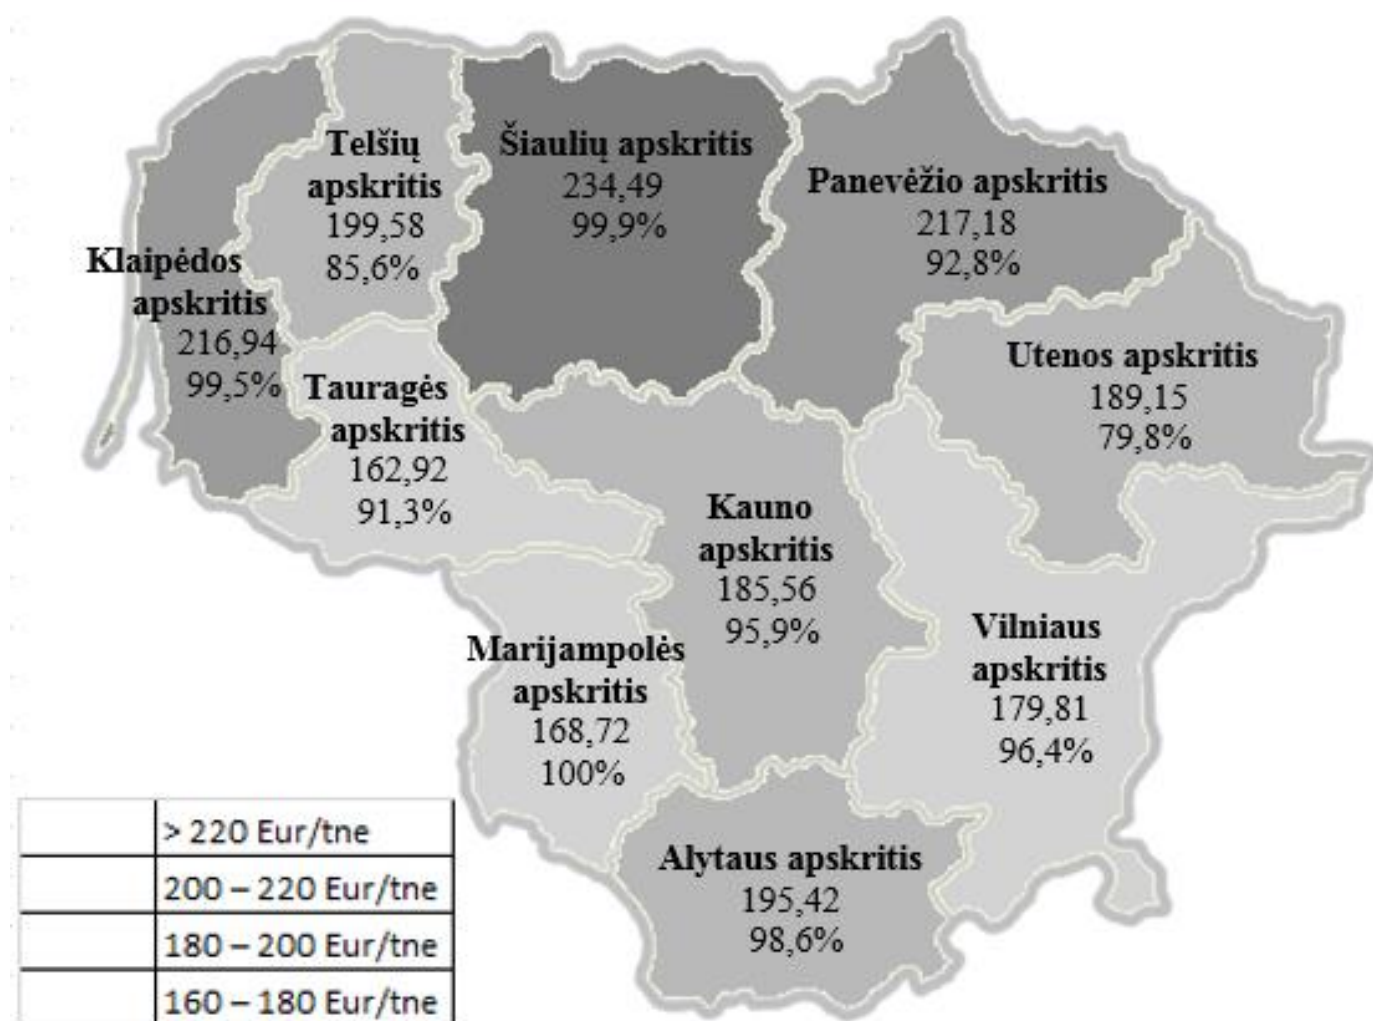 Telšių
apskritis
199,58
85,6%
Šiaulių apskritis
234,49
99,9%
Panevėžio apskritis
217,18
92,8%
Klaipėdos
apskritis
216,94
99,5%
Tauragės
apskritis
162,92
91,3%
Utenos apskritis
189,15
79,8%
Kauno
apskritis
185,56
95,9%
Vilniaus
apskritis
179,81
96,4%
Marijampolės
apskritis
168,72
100%
Alytaus apskritis
195,42
98,6%
> 220 Eur/tne
200 – 220 Eur/tne
180 – 200 Eur/tne
160 – 180 Eur/tne